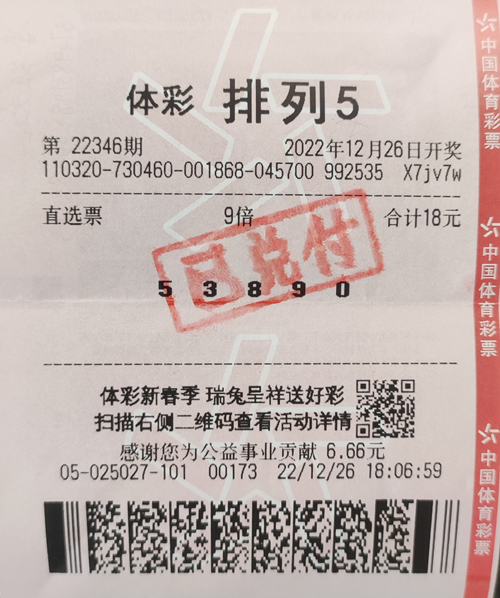 体彩 排列5
第 22346期 2022年12月26日开奖
110320-730460-001868-045700 992535 X7jv7w
直选票 9倍 合计18元
已兑付
5 3 8 9 0
体彩新春季 瑞兔呈祥送好彩
扫描右侧二维码查看活动详情
感谢您为公益事业贡献 6.66元
05-025027-101 00173 22/12/26 18:06:59
中国体育彩票
中国体育彩票
中国体育彩票